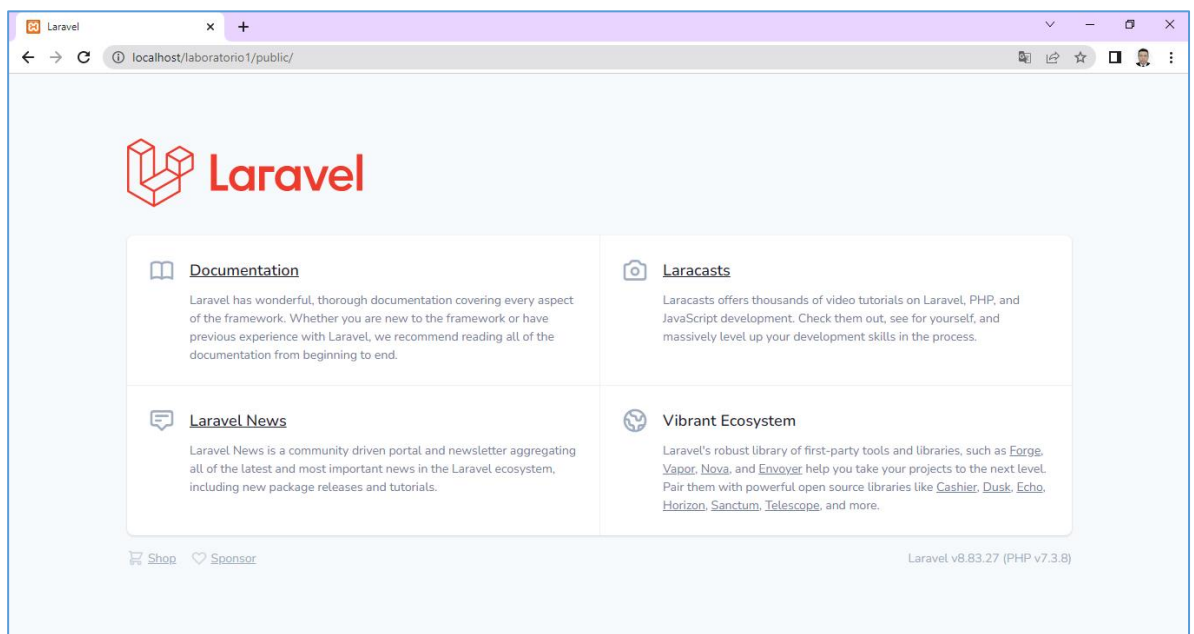 Laravel
localhost/laboratorio1/public/
Laravel
Documentation
Laravel has wonderful, thorough documentation covering every aspect
of the framework. Whether you are new to the framework or have
previous experience with Laravel, we recommend reading all of the
documentation from beginning to end.
Laracasts
Laracasts offers thousands of video tutorials on Laravel, PHP, and
JavaScript development. Check them out, see for yourself, and
massively level up your development skills in the process.
Laravel News
Laravel News is a community driven portal and newsletter aggregating
all of the latest and most important news in the Laravel ecosystem,
including new package releases and tutorials.
Vibrant Ecosystem
Laravel's robust library of first-party tools and libraries, such as Forge,
Vapor, Nova, and Envoyer help you take your projects to the next level.
Pair them with powerful open source libraries like Cashier, Dusk, Echo,
Horizon, Sanctum, Telescope, and more.
Shop Sponsor
Laravel v8.83.27 (PHP v7.3.8)